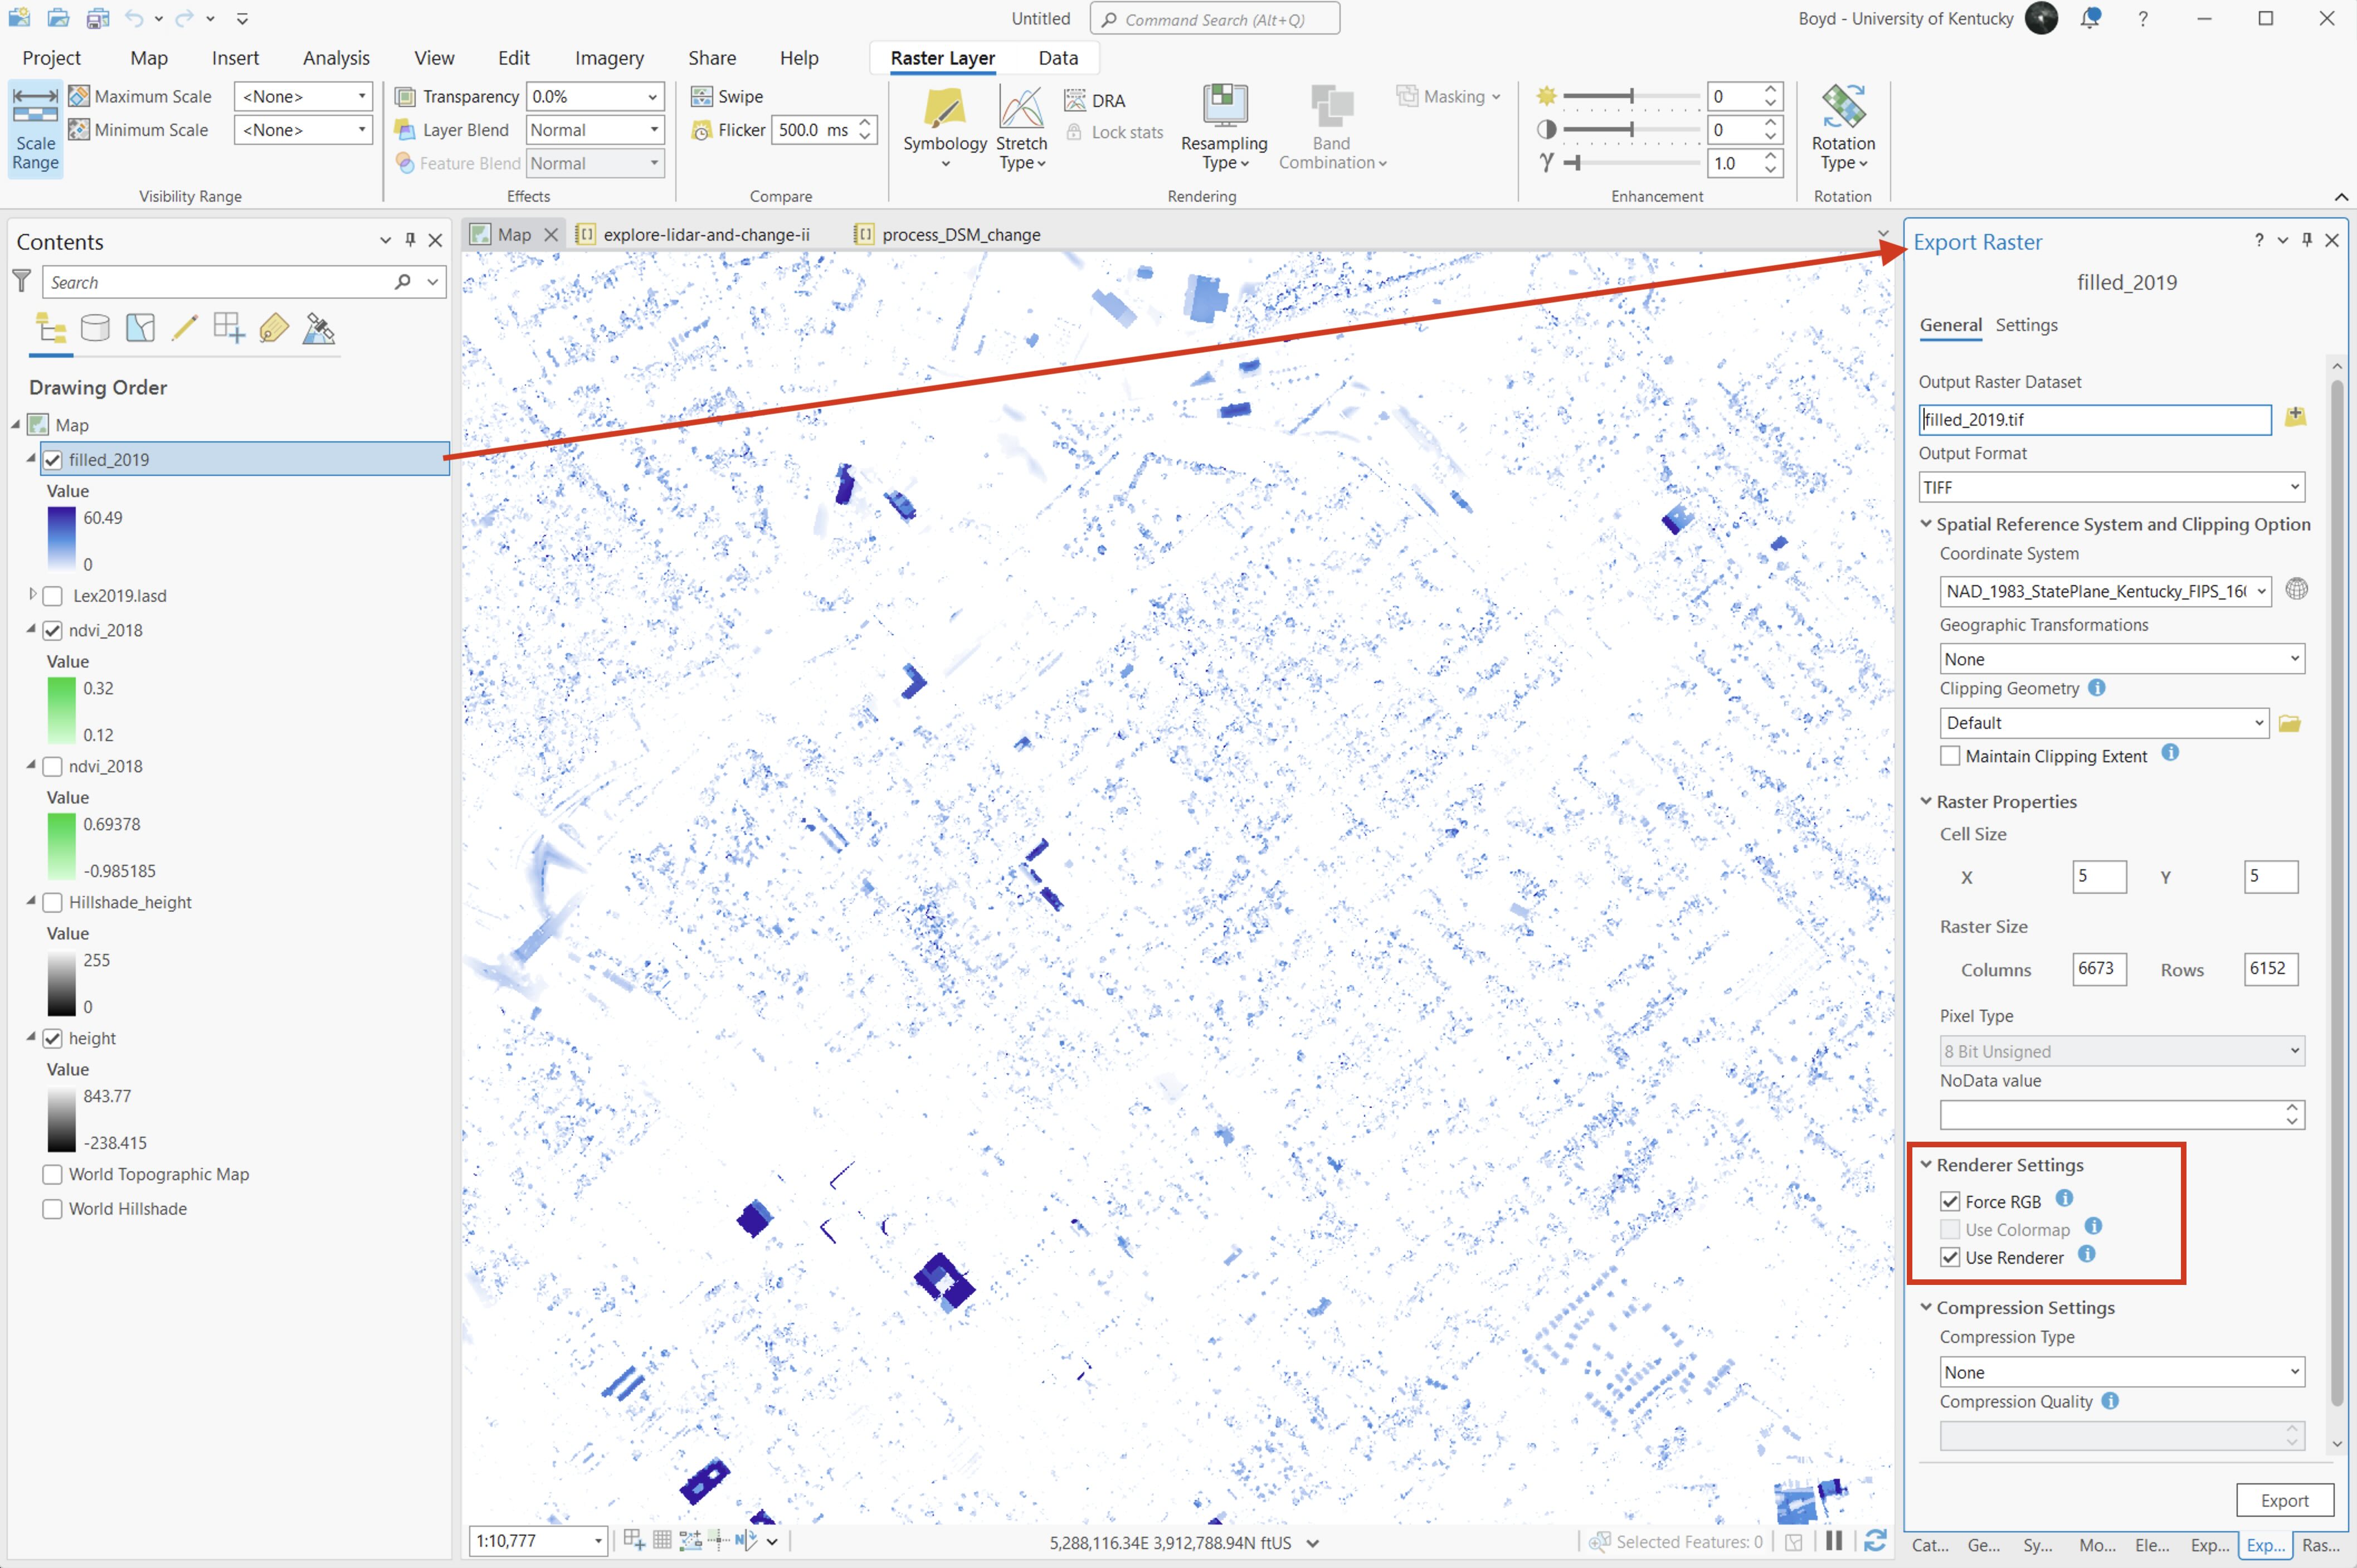 Untitled
Command Search (Alt+Q)
Boyd - University of Kentucky
?
Project Map Insert Analysis View Edit Imagery Share Help Raster Layer Data
Scale Range
Maximum Scale <None>
Minimum Scale <None>
Visibility Range
Transparency 0.0%
Layer Blend Normal
Feature Blend Normal
Effects
Swipe
Flicker 500.0 ms
Compare
Symbology
Stretch Type
DRA
Lock stats
Resampling Type
Band Combination
Masking
Rendering
0
0
γ 1.0
Enhancement
Rotation Type
Rotation
Contents
Search
Drawing Order
Map
filled_2019
Value
60.49
0
Lex2019.lasd
ndvi_2018
Value
0.32
0.12
ndvi_2018
Value
0.69378
-0.985185
Hillshade_height
Value
255
0
height
Value
843.77
-238.415
World Topographic Map
World Hillshade
Map explore-lidar-and-change-ii process_DSM_change
1:10,777
N
5,288,116.34E 3,912,788.94N ftUS
Selected Features: 0
Export Raster
?
filled_2019
General Settings
Output Raster Dataset
filled_2019.tif
Output Format
TIFF
Spatial Reference System and Clipping Option
Coordinate System
NAD_1983_StatePlane_Kentucky_FIPS_160
Geographic Transformations
None
Clipping Geometry
Default
Maintain Clipping Extent
Raster Properties
Cell Size
X 5 Y 5
Raster Size
Columns 6673 Rows 6152
Pixel Type
8 Bit Unsigned
NoData value
Renderer Settings
Force RGB
Use Colormap
Use Renderer
Compression Settings
Compression Type
None
Compression Quality
Export
Cat... Ge... Sy... Mo... Ele... Exp... Exp... Ras...